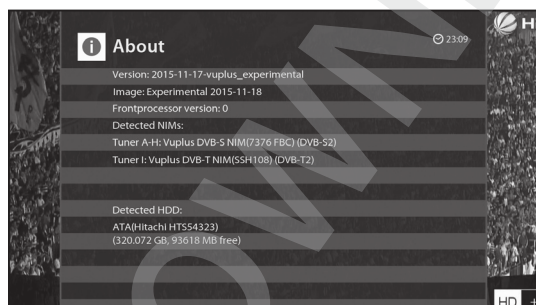 About
23:09
H
Version: 2015-11-17-vuplus_experimental
Image: Experimental 2015-11-18
Frontprocessor version: 0
Detected NIMs:
Tuner A-H: Vuplus DVB-S NIM(7376 FBC) (DVB-S2)
Tuner I: Vuplus DVB-T NIM(SSH108) (DVB-T2)
Detected HDD:
ATA(Hitachi HTS54323)
(320.072 GB, 93618 MB free)
HD +